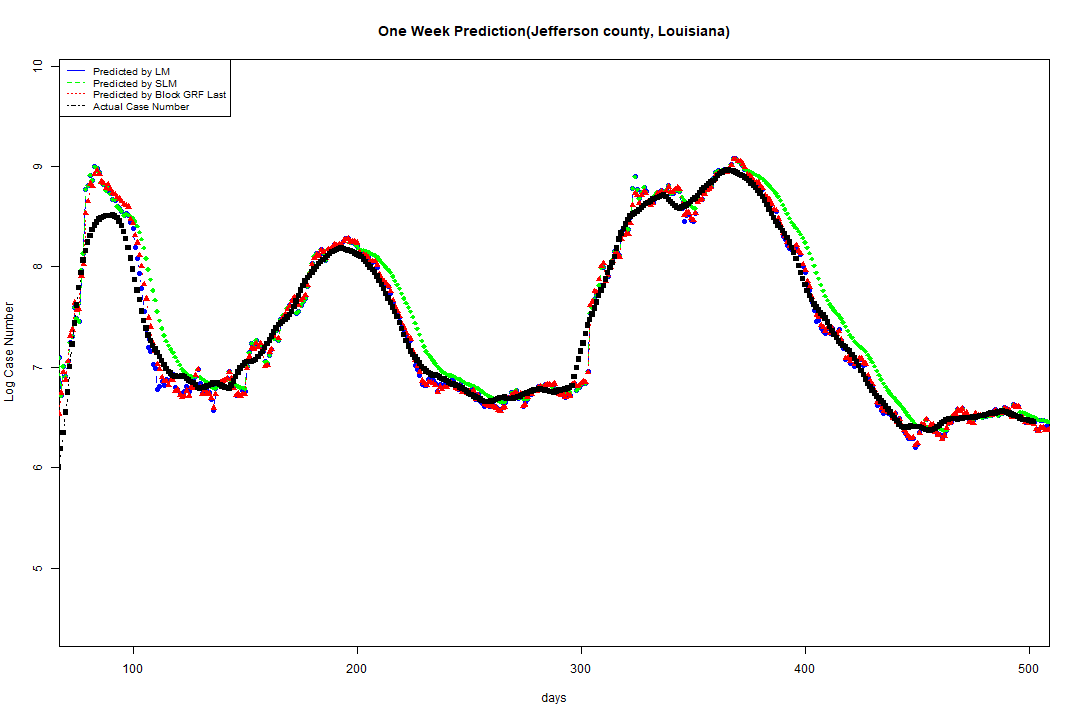 One Week Prediction(Jefferson county, Louisiana)
Predicted by LM
Predicted by SLM
Predicted by Block GRF Last
Actual Case Number
10
9
8
7
6
5
Log Case Number
100 200 300 400 500
days